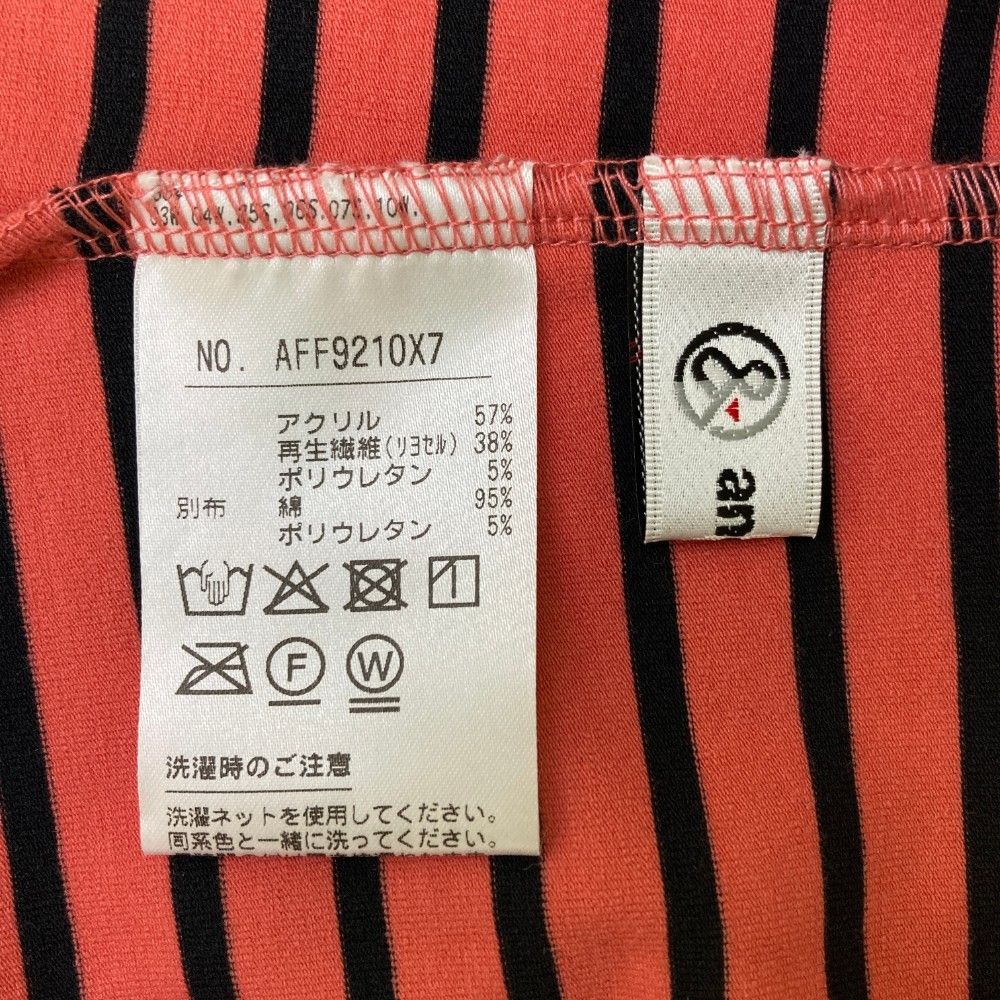 NO. AFF9210X7
アクリル 57%
再生繊維(リヨセル) 38%
ポリウレタン 5%
別布 綿 95%
ポリウレタン 5%
F
W
洗濯時のご注意
洗濯ネットを使用してください。
同系色と一緒に洗ってください。
an